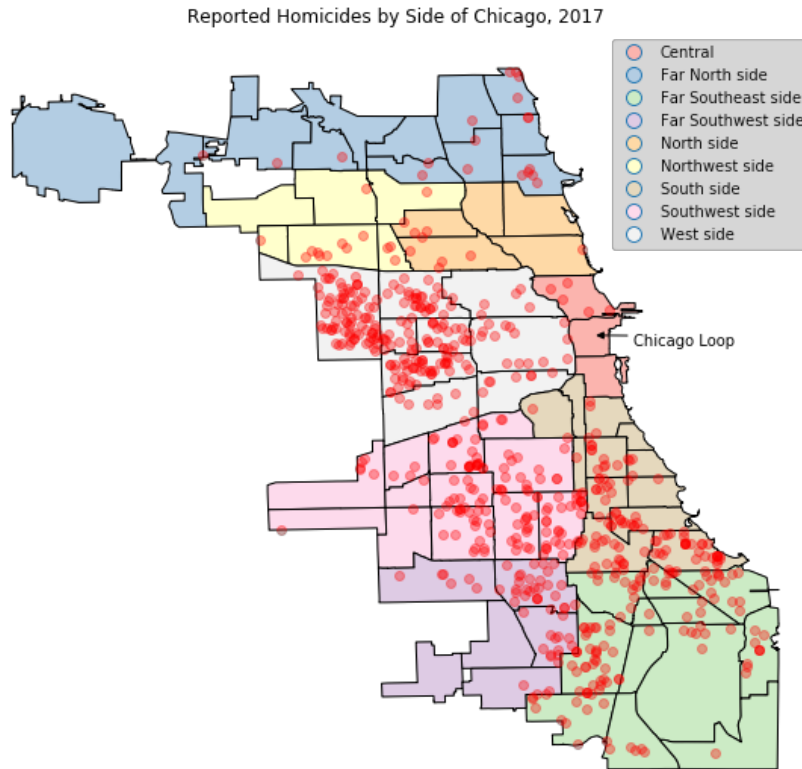 Reported Homicides by Side of Chicago, 2017
Central
Far North side
Far Southeast side
Far Southwest side
North side
Northwest side
South side
Southwest side
West side
Chicago Loop